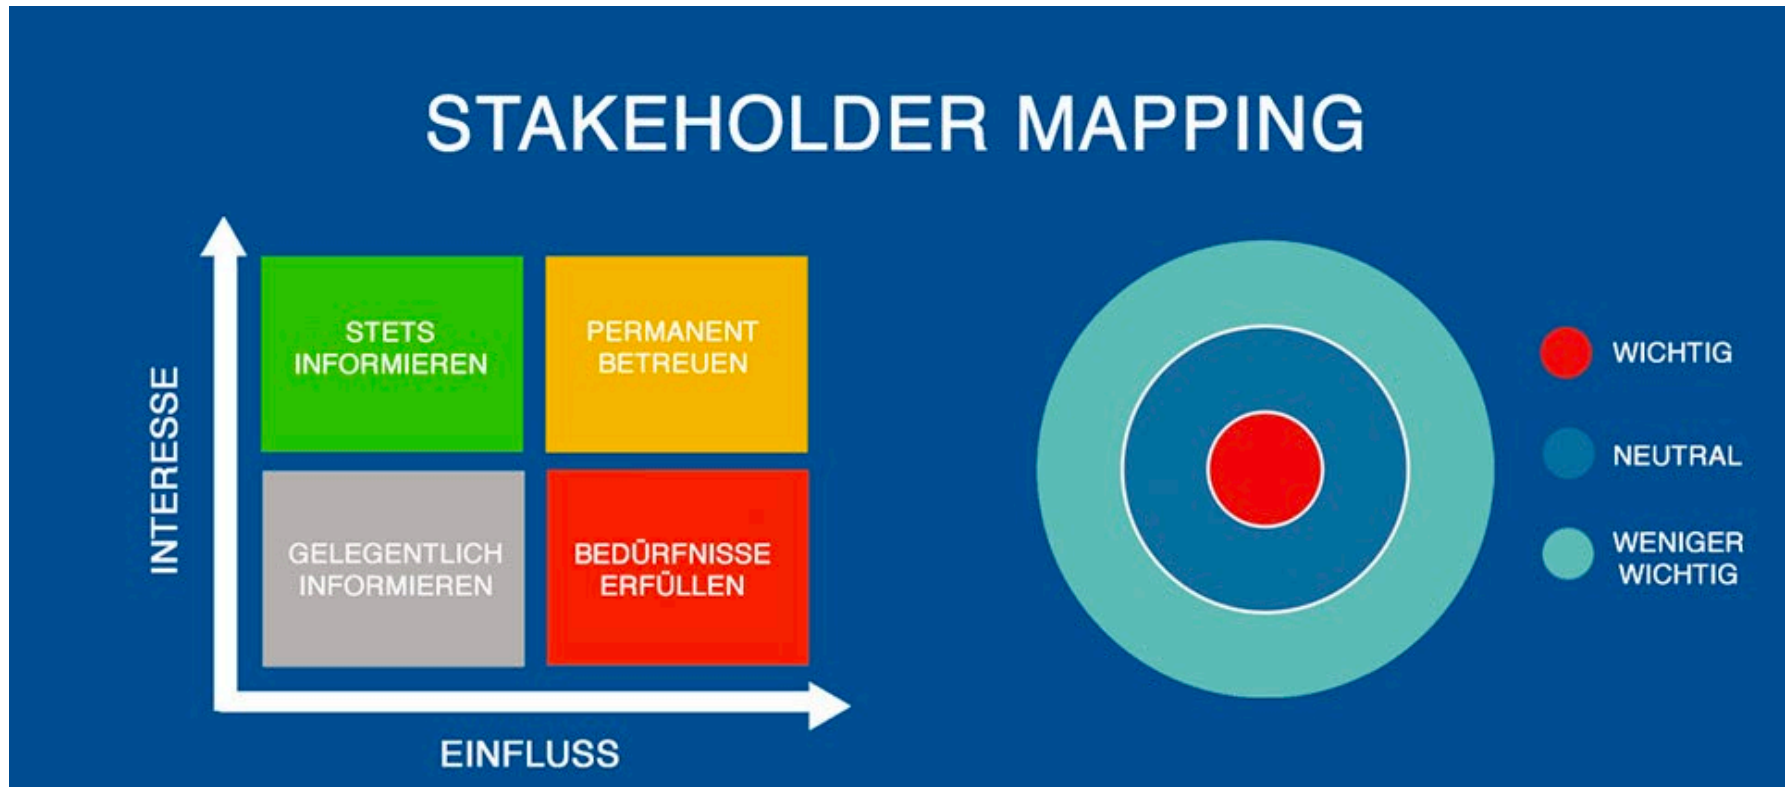 STAKEHOLDER MAPPING
INTERESSE
STETS
INFORMIEREN
PERMANENT
BETREUEN
GELEGENTLICH
INFORMIEREN
BEDÜRFNISSE
ERFÜLLEN
EINFLUSS
WICHTIG
NEUTRAL
WENIGER
WICHTIG